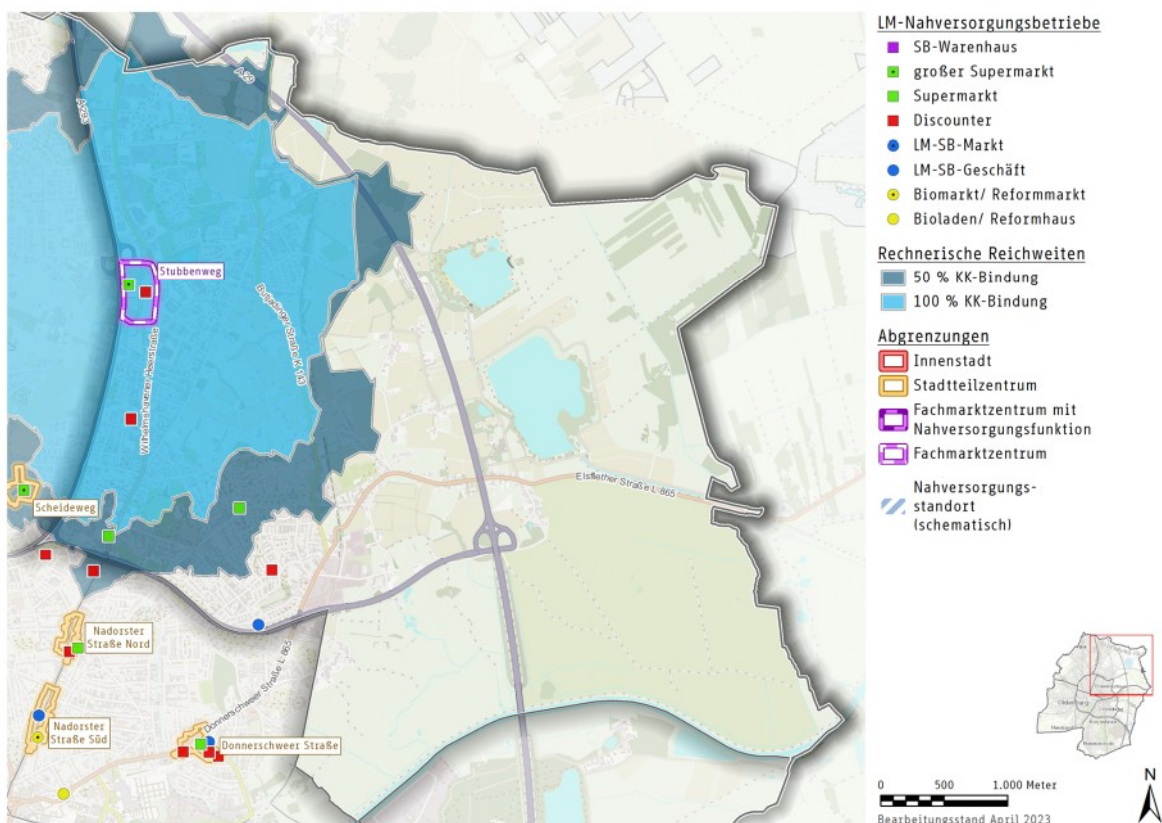 A 29
A 293
Stubbenweg
Butjadinger Straße K 143
Wilhelmshavener Heerstraße
Scheideweg
Elsflether Straße L 865
Nadorster
Straße Nord
Donnerschweer Straße L 865
Nadorster
Straße Süd
Donnerschweer Straße
LM-Nahversorgungsbetriebe
SB-Warenhaus
großer Supermarkt
Supermarkt
Discounter
LM-SB-Markt
LM-SB-Geschäft
Biomarkt/ Reformmarkt
Bioladen/ Reformhaus
Rechnerische Reichweiten
50 % KK-Bindung
100 % KK-Bindung
Abgrenzungen
Innenstadt
Stadtteilzentrum
Fachmarktzentrum mit
Nahversorgungsfunktion
Fachmarktzentrum
Nahversorgungs-
standort
(schematisch)
0 500 1.000 Meter
Bearbeitungsstand April 2023
N